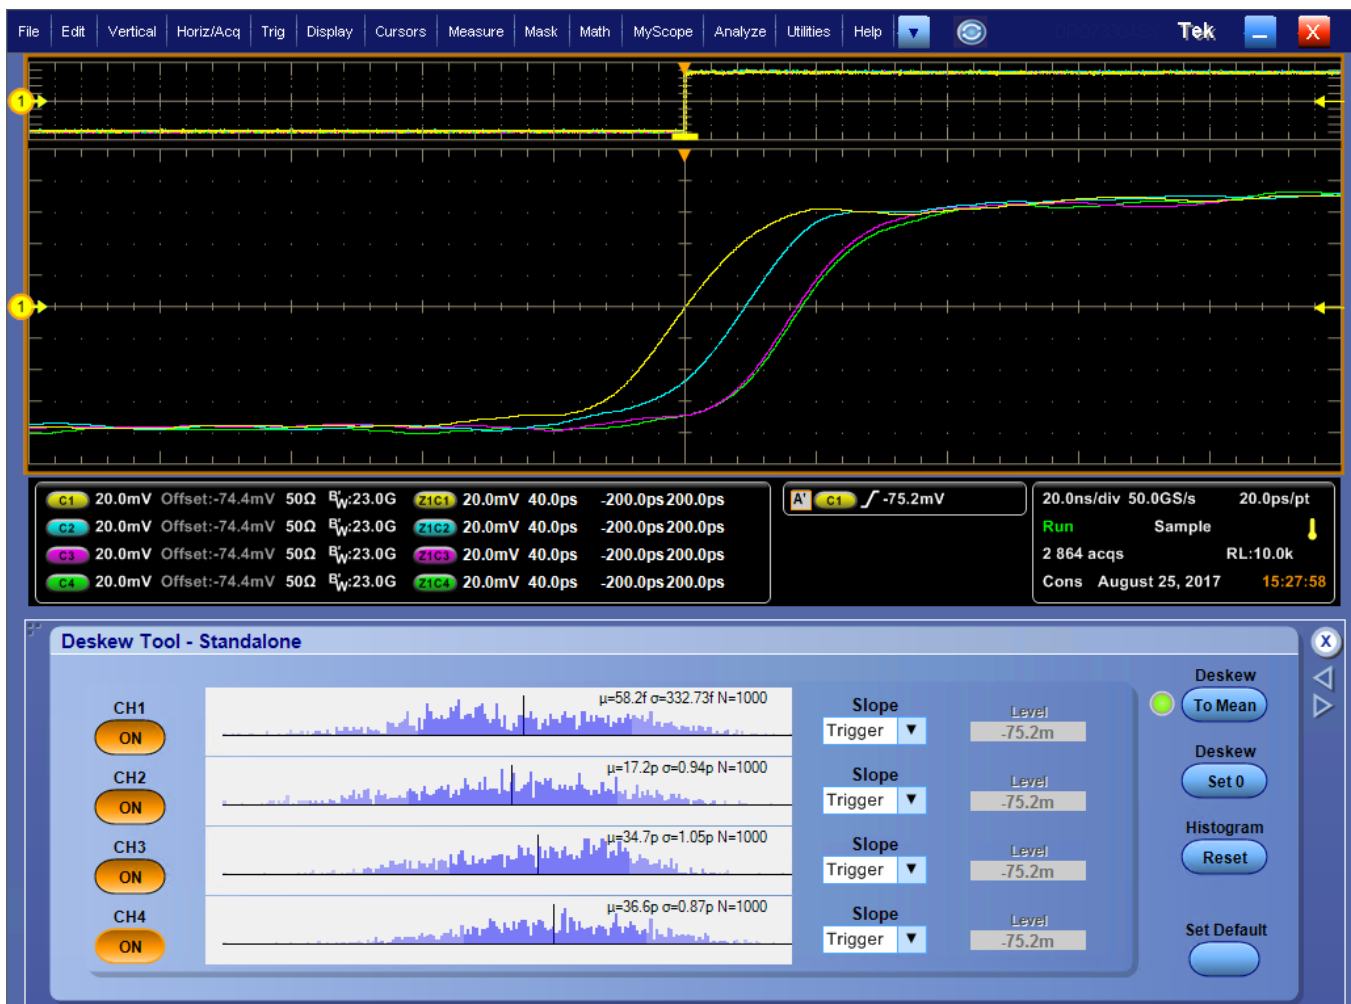 File Edit Vertical Horiz/Acq Trig Display Cursors Measure Mask Math MyScope Analyze Utilities Help Tek X
1
1
C1 20.0mV Offset:-74.4mV 50Ω BW:23.0G Z1C1 20.0mV 40.0ps -200.0ps 200.0ps
C2 20.0mV Offset:-74.4mV 50Ω BW:23.0G Z1C2 20.0mV 40.0ps -200.0ps 200.0ps
C3 20.0mV Offset:-74.4mV 50Ω BW:23.0G Z1C3 20.0mV 40.0ps -200.0ps 200.0ps
C4 20.0mV Offset:-74.4mV 50Ω BW:23.0G Z1C4 20.0mV 40.0ps -200.0ps 200.0ps
A' C1 -75.2mV
20.0ns/div 50.0GS/s 20.0ps/pt
Run Sample
2 864 acqs RL:10.0k
Cons August 25, 2017 15:27:58
Deskew Tool - Standalone X
CH1
ON
μ=58.2f σ=332.73f N=1000
Slope
Trigger
Level
-75.2m
CH2
ON
μ=17.2p σ=0.94p N=1000
Slope
Trigger
Level
-75.2m
CH3
ON
μ=34.7p σ=1.05p N=1000
Slope
Trigger
Level
-75.2m
CH4
ON
μ=36.6p σ=0.87p N=1000
Slope
Trigger
Level
-75.2m
Deskew
To Mean
Deskew
Set 0
Histogram
Reset
Set Default